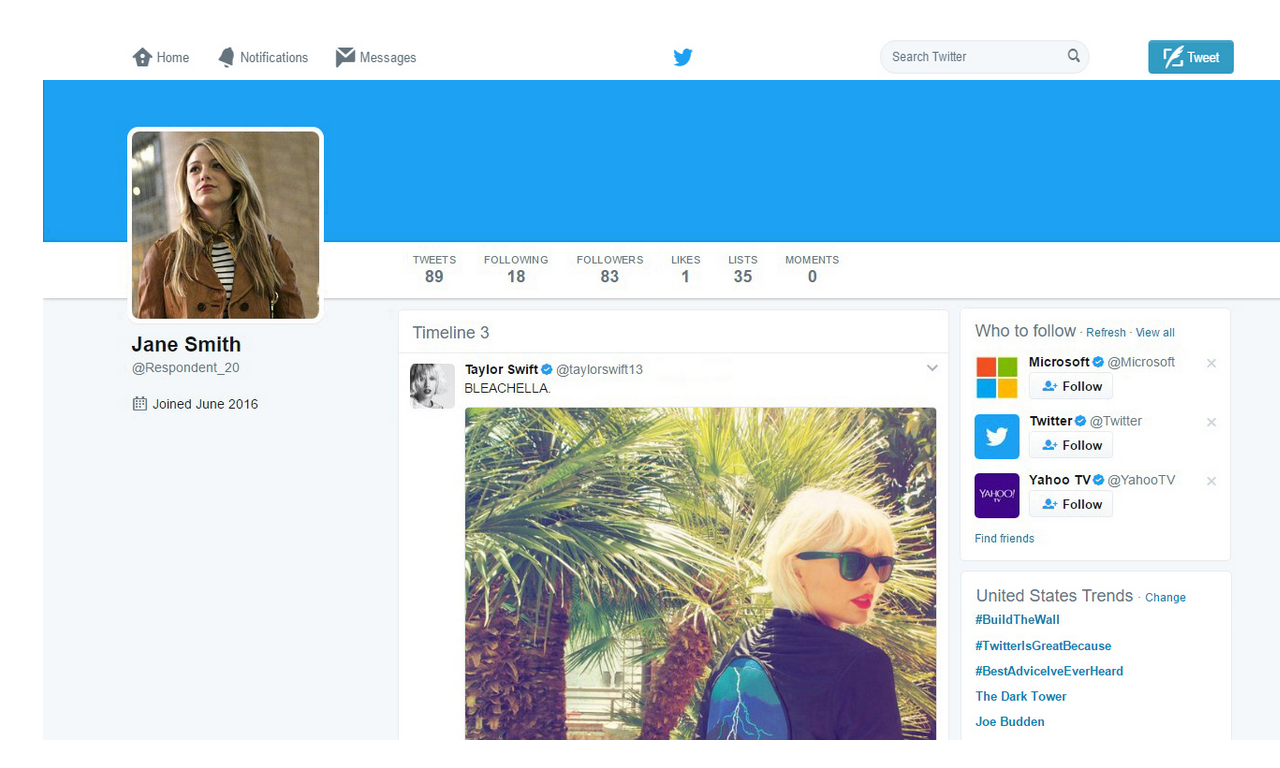 Home Notifications Messages Search Twitter Tweet
TWEETS FOLLOWING FOLLOWERS LIKES LISTS MOMENTS
89 18 83 1 35 0
Jane Smith
@Respondent_20
Joined June 2016
Timeline 3
Taylor Swift @taylorswift13
BLEACHELLA.
Who to follow · Refresh · View all
Microsoft @Microsoft
Follow
Twitter @Twitter
Follow
YAHOO!
TV
Yahoo TV @YahooTV
Follow
Find friends
United States Trends · Change
#BuildTheWall
#TwitterIsGreatBecause
#BestAdviceIveEverHeard
The Dark Tower
Joe Budden